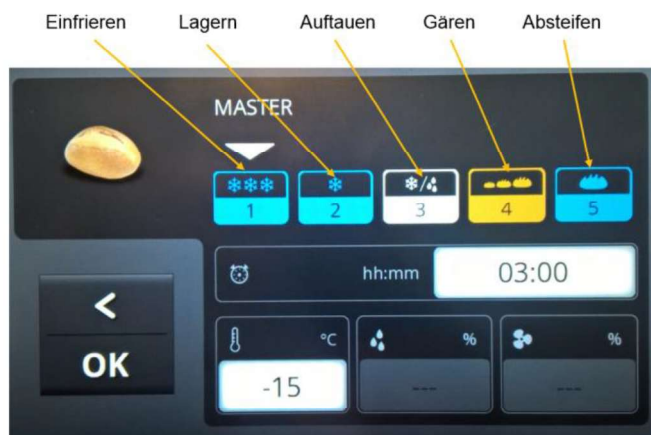 Einfrieren Lagern Auftauen Gären Absteifen
MASTER
1 2 3 4 5
hh:mm 03:00
°C % %
-15 --- ---
<
OK